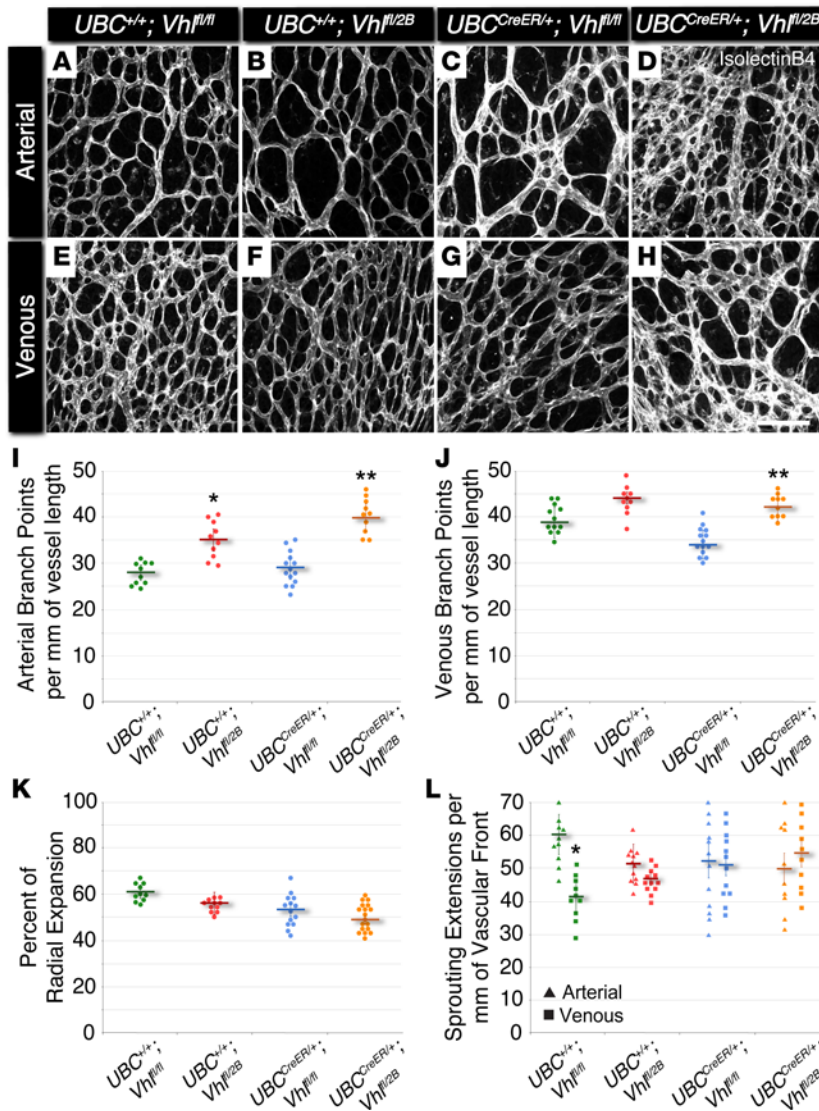 UBC+/+; Vhlfl/fl UBC+/+; Vhlfl/2B UBCCreER/+; Vhlfl/fl UBCCreER/+; Vhlfl/2B
Arterial
A B C D IsolectinB4
Venous
E F G H
I
Arterial Branch Points
per mm of vessel length
50
40
30
20
10
0
*
**
UBC+/+;
Vhlfl/fl
UBC+/+;
Vhlfl/2B
UBCCreER/+;
Vhlfl/fl
UBCCreER/+;
Vhlfl/2B
J
Venous Branch Points
per mm of vessel length
50
40
30
20
10
0
**
UBC+/+;
Vhlfl/fl
UBC+/+;
Vhlfl/2B
UBCCreER/+;
Vhlfl/fl
UBCCreER/+;
Vhlfl/2B
K
Percent of
Radial Expansion
100
80
60
40
20
0
UBC+/+;
Vhlfl/fl
UBC+/+;
Vhlfl/2B
UBCCreER/+;
Vhlfl/fl
UBCCreER/+;
Vhlfl/2B
L
Sprouting Extensions per
mm of Vascular Front
70
60
50
40
30
20
10
0
*
▲ Arterial
■ Venous
UBC+/+;
Vhlfl/fl
UBC+/+;
Vhlfl/2B
UBCCreER/+;
Vhlfl/fl
UBCCreER/+;
Vhlfl/2B